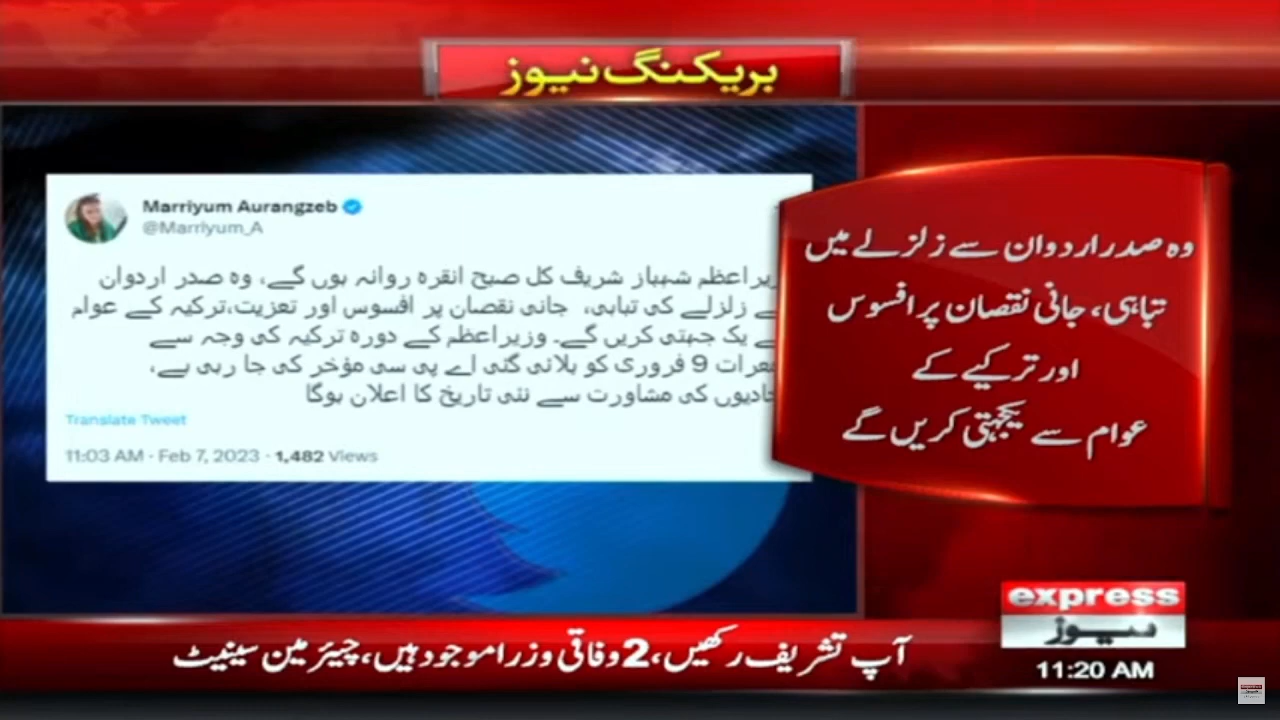 بریکنگ نیوز
Marriyum Aurangzeb
@Marriyum_A
شہباز شریف کل صبح انقرہ روانہ ہوں گے، وہ صدر اردوان
زلزلے کی تباہی، جانی نقصان پر افسوس اور تعزیت،ترکیہ کے عوام
یک جہتی کریں گے۔ وزیراعظم کے دورہ ترکیہ کی وجہ سے
9 فروری کو بلائی گئی اے پی سی مؤخر کی جا رہی ہے،
کی مشاورت سے نئی تاریخ کا اعلان ہوگا
Translate Tweet
11:03 AM · Feb 7, 2023 · 1,482 Views
وہ صدر اردوان سے زلزلے میں
تباہی، جانی نقصان پر افسوس
اور ترکیے کے
عوام سے یکجہتی کریں گے
express
نیوز
11:20 AM
آپ تشریف رکھیں، 2 وفاقی وزرا موجود ہیں، چیئرمین سینیٹ